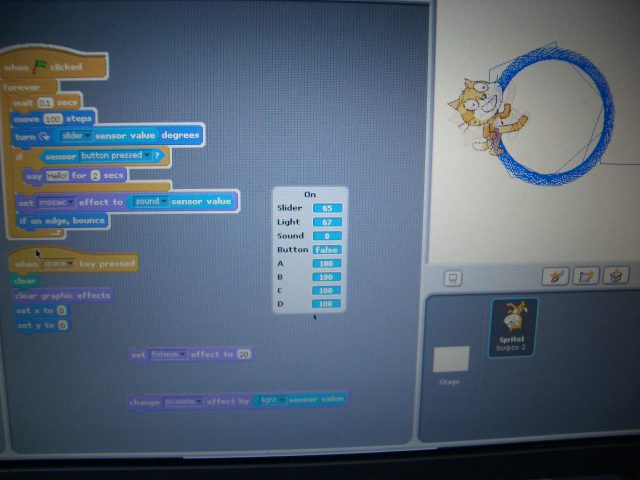 when clicked
forever
wait 0.1 secs
move 100 steps
turn slider sensor value degrees
if sensor button pressed ?
say Hello! for 2 secs
set mosaic effect to sound sensor value
if on edge, bounce
when space key pressed
clear
clear graphic effects
set x to 0
set y to 0
set fisheye effect to 20
change pixelate effect by light sensor value
On
Slider 65
Light 67
Sound 0
Button false
A 100
B 100
C 100
D 100
Sprite1
Scripts: 2
Stage